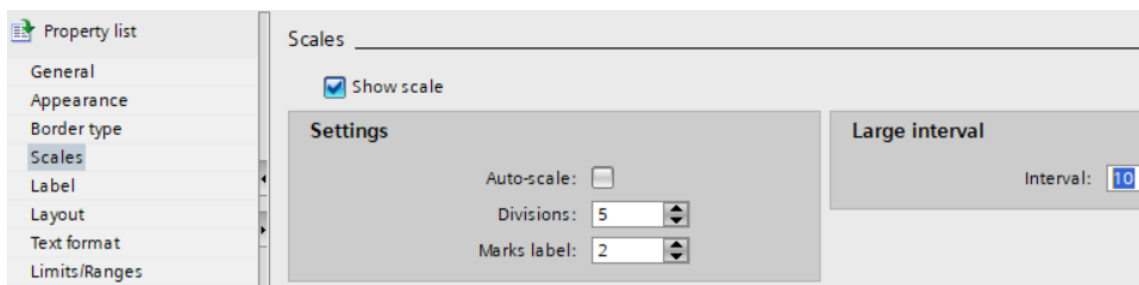 Property list
General
Appearance
Border type
Scales
Label
Layout
Text format
Limits/Ranges
Scales
Show scale
Settings
Auto-scale:
Divisions: 5
Marks label: 2
Large interval
Interval: 10